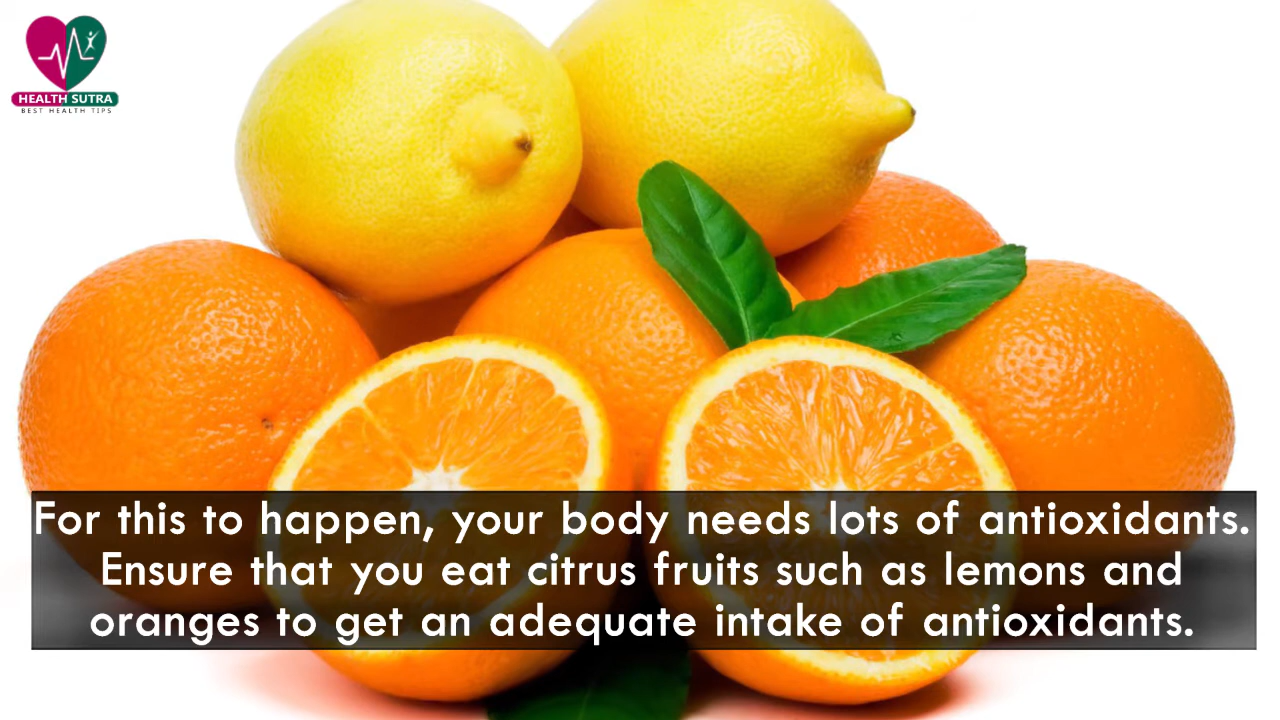 HEALTH SUTRA
BEST HEALTH TIPS
For this to happen, your body needs lots of antioxidants.
Ensure that you eat citrus fruits such as lemons and
oranges to get an adequate intake of antioxidants.